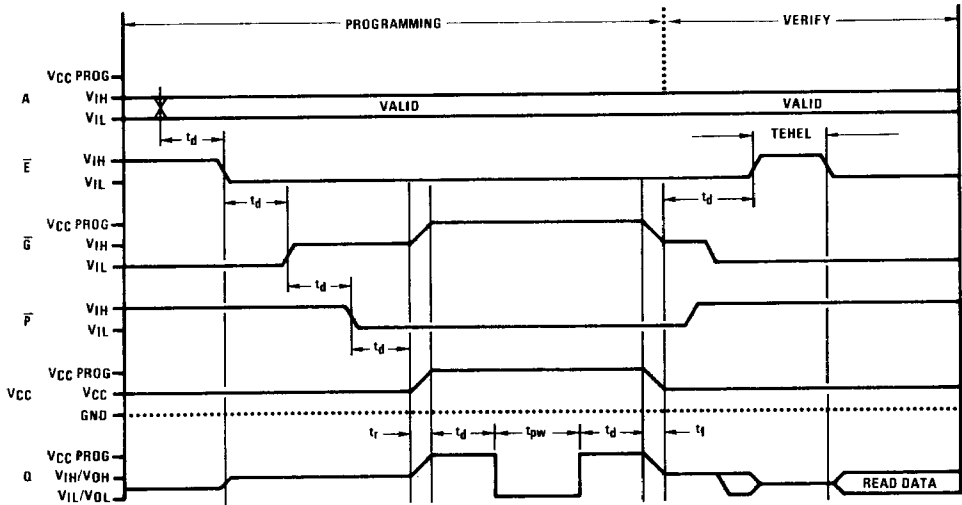 PROGRAMMING VERIFY
VCC PROG
A VIH VALID VALID
VIL
td TEHEL
E VIH
VIL
td td
VCC PROG
G VIH
VIL
td
P VIH
VIL
td
VCC PROG
VCC VCC
GND
tr td tpw td tf
VCC PROG
Q VIH/VOH
VIL/VOL READ DATA